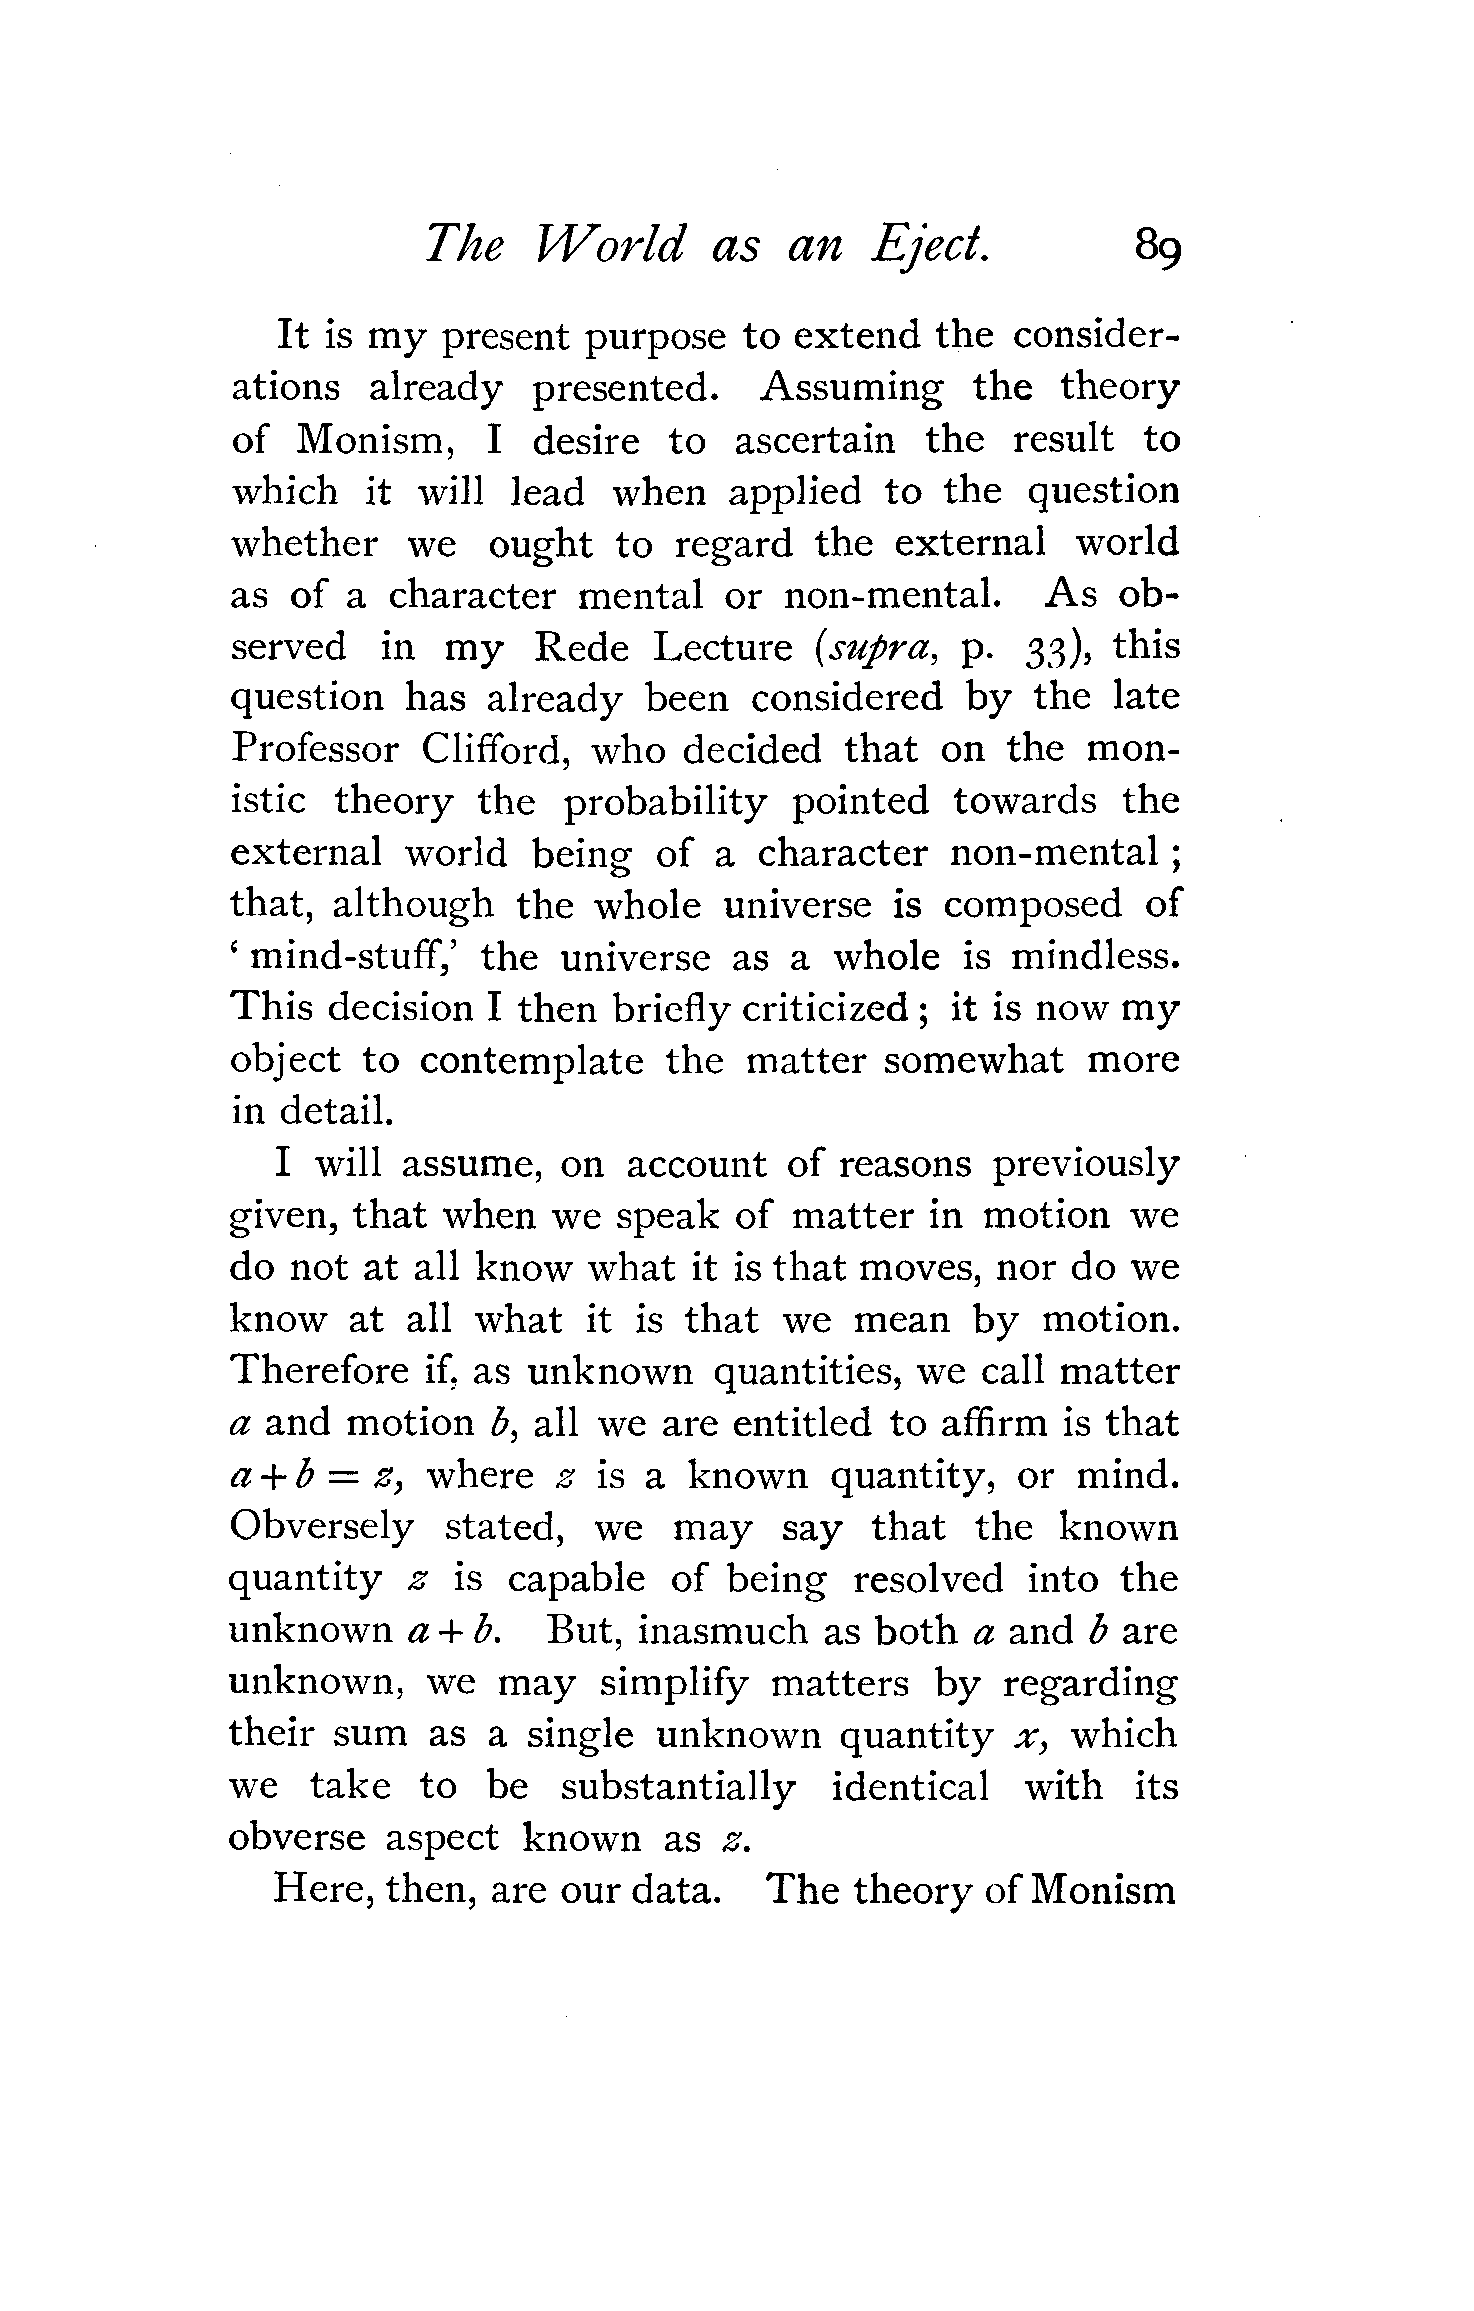 The World as an Eject. 89
It is my present purpose to extend the consider-
ations already presented. Assuming the theory
of Monism, I desire to ascertain the result to
which it will lead when applied to the question
whether we ought to regard the external world
as of a character mental or non-mental. As ob-
served in my Rede Lecture (supra, p. 33), this
question has already been considered by the late
Professor Clifford, who decided that on the mon-
istic theory the probability pointed towards the
external world being of a character non-mental ;
that, although the whole universe is composed of
‘ mind-stuff,’ the universe as a whole is mindless.
This decision I then briefly criticized ; it is now my
object to contemplate the matter somewhat more
in detail.
I will assume, on account of reasons previously
given, that when we speak of matter in motion we
do not at all know what it is that moves, nor do we
know at all what it is that we mean by motion.
Therefore if, as unknown quantities, we call matter
a and motion b, all we are entitled to affirm is that
a + b = z, where z is a known quantity, or mind.
Obversely stated, we may say that the known
quantity z is capable of being resolved into the
unknown a + b. But, inasmuch as both a and b are
unknown, we may simplify matters by regarding
their sum as a single unknown quantity x, which
we take to be substantially identical with its
obverse aspect known as z.
Here, then, are our data. The theory of Monism